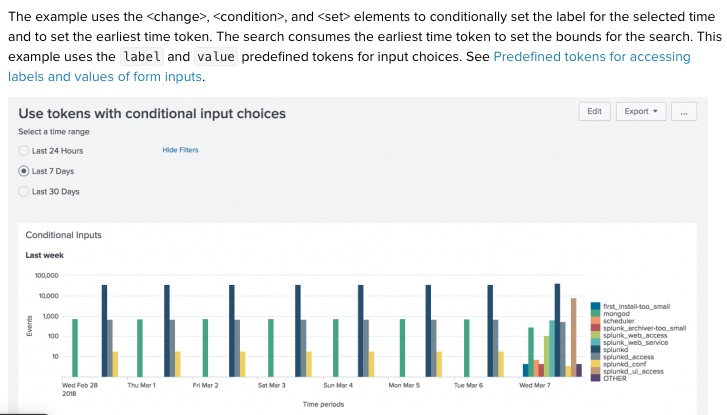 The example uses the <change>, <condition>, and <set> elements to conditionally set the label for the selected time
and to set the earliest time token. The search consumes the earliest time token to set the bounds for the search. This
example uses the label and value predefined tokens for input choices. See Predefined tokens for accessing
labels and values of form inputs.
Use tokens with conditional input choices
Edit
Export
...
Select a time range
Last 24 Hours
Hide Filters
Last 7 Days
Last 30 Days
Conditional Inputs
Last week
100,000
10,000
1,000
100
10
Events
first_install-too_small
mongod
scheduler
splunk_archiver-too_small
splunk_web_access
splunk_web_service
splunkd
splunkd_access
splunkd_conf
splunkd_ui_access
OTHER
Wed Feb 28
2018
Thu Mar 1
Fri Mar 2
Sat Mar 3
Sun Mar 4
Mon Mar 5
Tue Mar 6
Wed Mar 7
Time periods